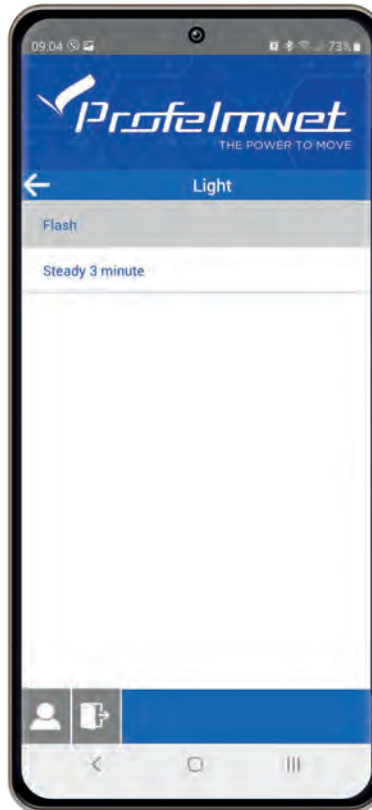 09.04
73%
Profelmnet
THE POWER TO MOVE
Light
Flash
Steady 3 minute